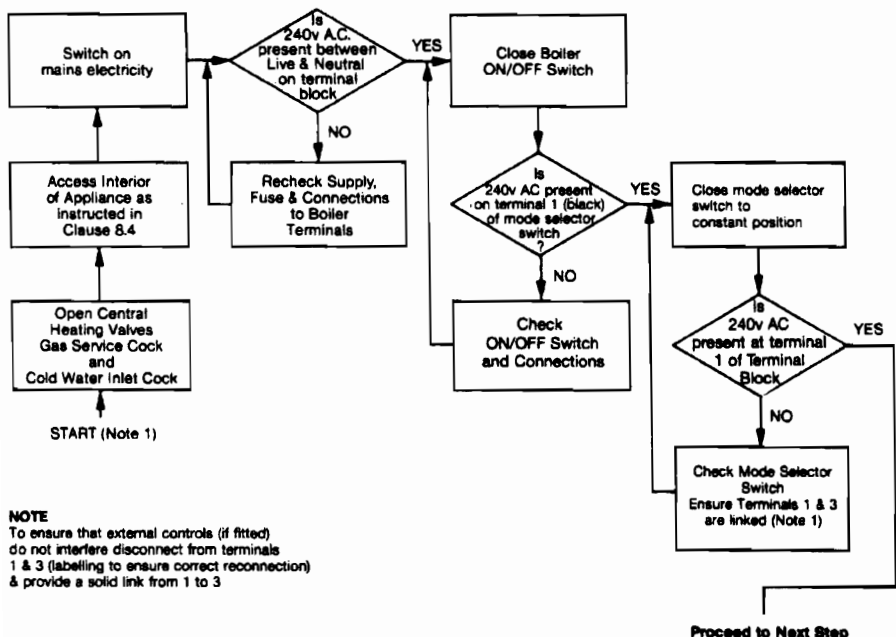 Switch on
mains electricity
Is
240v A.C.
present between
Live & Neutral
on terminal
block
YES
NO
Recheck Supply,
Fuse & Connections
to Boiler
Terminals
Access Interior
of Appliance as
instructed in
Clause 8.4
Open Central
Heating Valves
Gas Service Cock
and
Cold Water Inlet Cock
START (Note 1)
Close Boiler
ON/OFF Switch
Is
240v AC present
on terminal 1 (black)
of mode selector
switch
?
YES
NO
Check
ON/OFF Switch
and Connections
Close mode selector
switch to
constant position
Is
240v AC
present at terminal
1 of Terminal
Block
YES
NO
Check Mode Selector
Switch
Ensure Terminals 1 & 3
are linked (Note 1)
NOTE
To ensure that external controls (if fitted)
do not interfere disconnect from terminals
1 & 3 (labelling to ensure correct reconnection)
& provide a solid link from 1 to 3
Proceed to Next Step